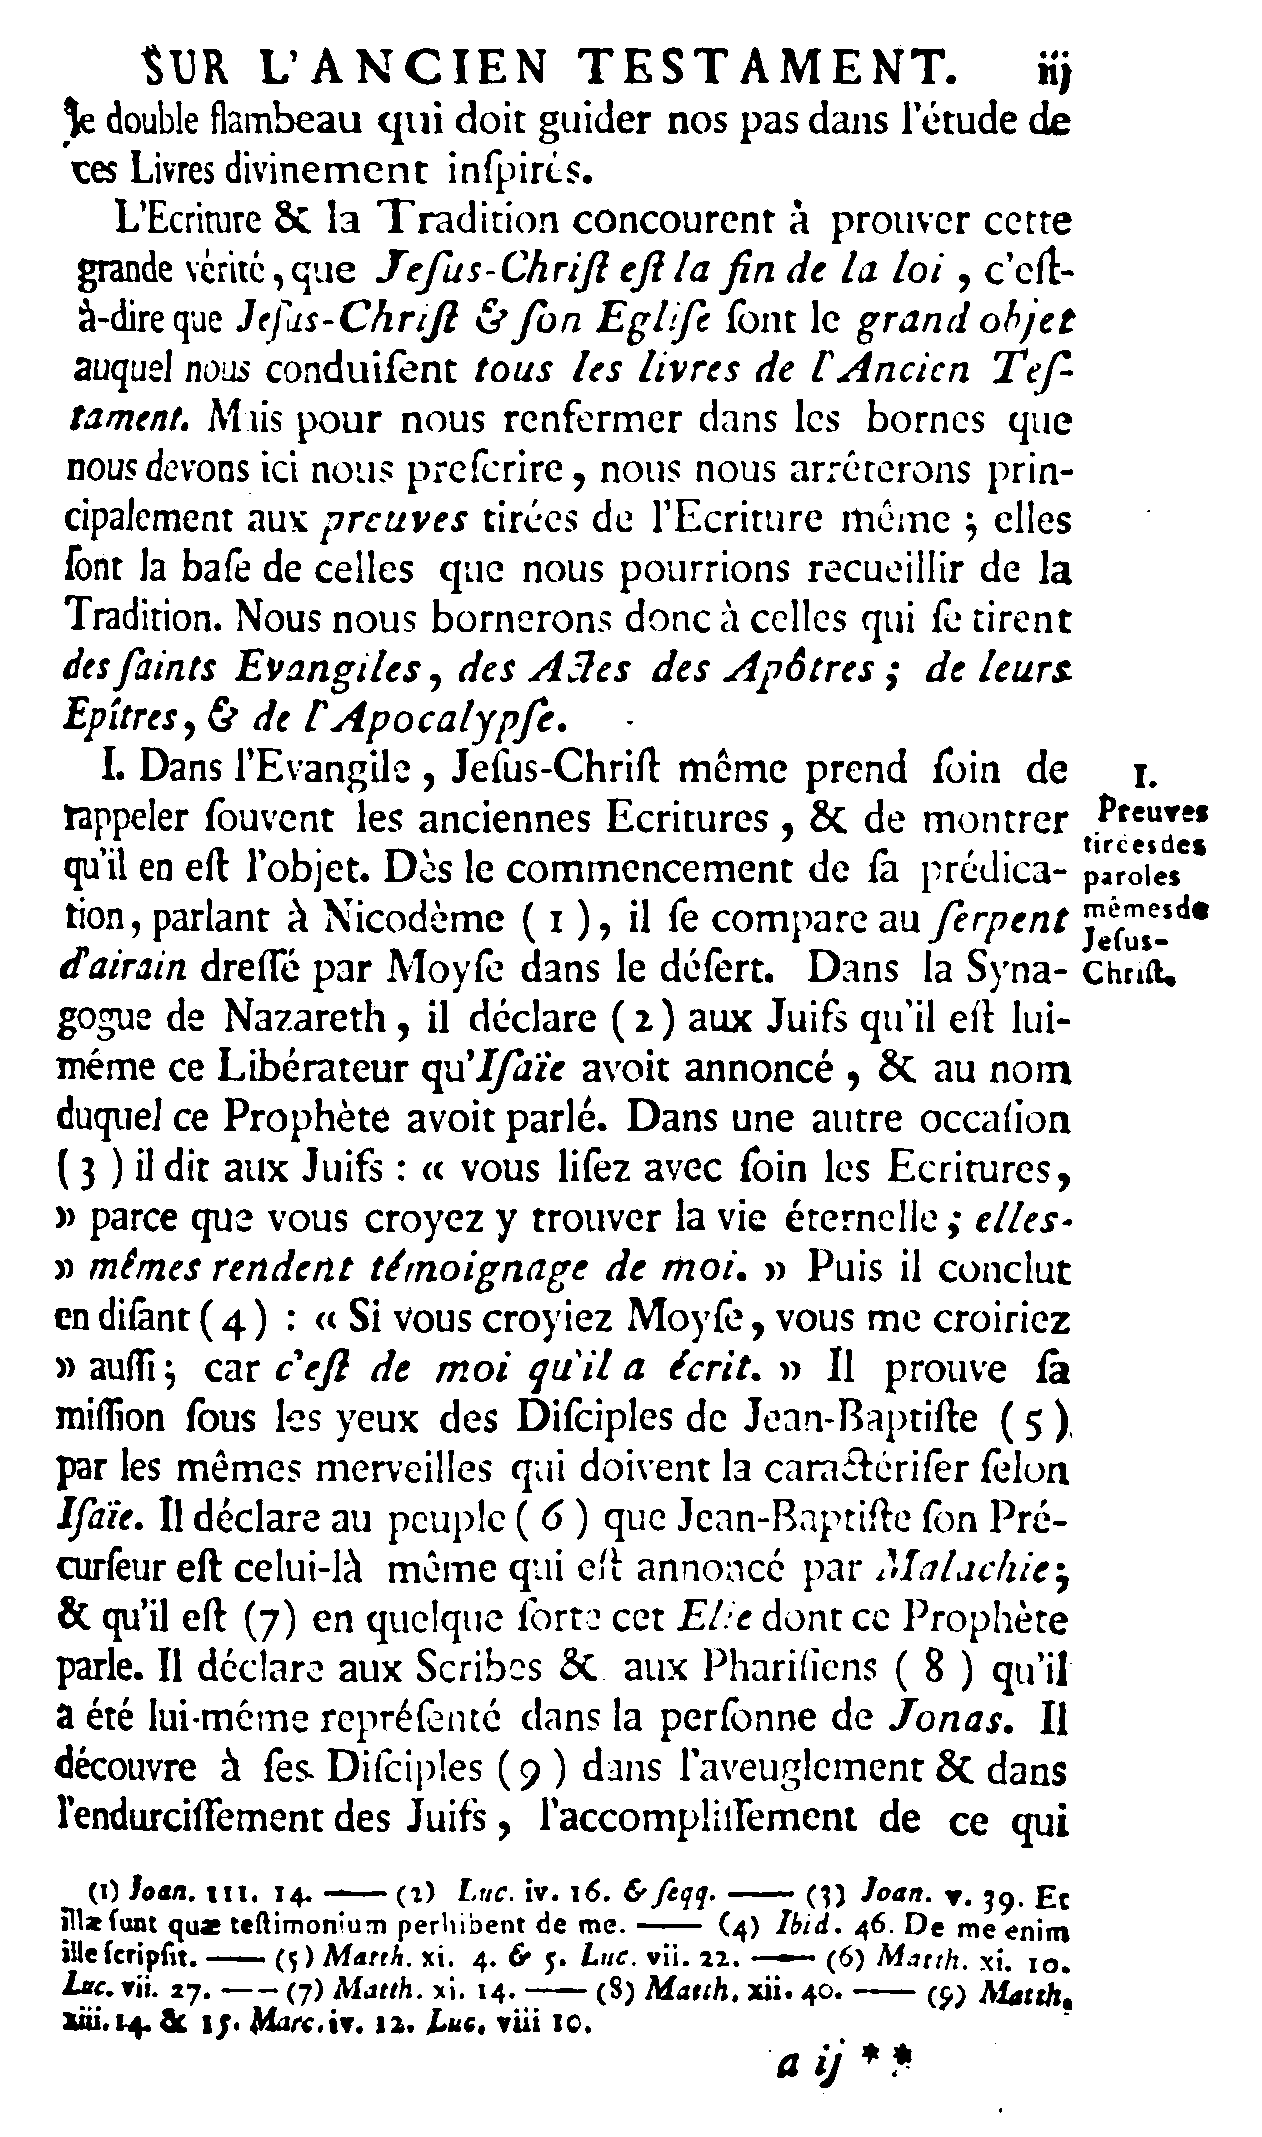 SUR L'ANCIEN TESTAMENT. iij
le double flambeau qui doit guider nos pas dans l'étude de
ces Livres divinement inſpirés.
L'Ecriture & la Tradition concourent à prouver cette
grande vérité, que Jeſus-Chriſt eſt la fin de la loi, c'eſt-
à-dire que Jeſus-Chriſt & ſon Egliſe ſont le grand objet
auquel nous conduiſent tous les livres de l'Ancien Teſ-
tament. Mais pour nous renfermer dans les bornes que
nous devons ici nous preſcrire, nous nous arrêterons prin-
cipalement aux preuves tirées de l'Ecriture même ; elles
ſont la baſe de celles que nous pourrions recueillir de la
Tradition. Nous nous bornerons donc à celles qui ſe tirent
des ſaints Evangiles, des Actes des Apôtres ; de leurs
Epîtres, & de l'Apocalypſe.
I. Dans l'Evangile, Jeſus-Chriſt même prend ſoin de
rappeler ſouvent les anciennes Ecritures, & de montrer
qu'il en eſt l'objet. Dès le commencement de ſa prédica-
tion, parlant à Nicodème (1), il ſe compare au ſerpent
d'airain dreſſé par Moyſe dans le déſert. Dans la Syna-
gogue de Nazareth, il déclare (2) aux Juifs qu'il eſt lui-
même ce Libérateur qu'Iſaïe avoit annoncé, & au nom
duquel ce Prophète avoit parlé. Dans une autre occaſion
(3) il dit aux Juifs : « vous liſez avec ſoin les Ecritures,
» parce que vous croyez y trouver la vie éternelle ; elles-
» mêmes rendent témoignage de moi. » Puis il conclut
en diſant (4) : « Si vous croyiez Moyſe, vous me croiriez
» auſſi ; car c'eſt de moi qu'il a écrit. » Il prouve ſa
miſſion ſous les yeux des Diſciples de Jean-Baptiſte (5)
par les mêmes merveilles qui doivent la caractériſer ſelon
Iſaïe. Il déclare au peuple (6) que Jean-Baptiſte ſon Pré-
curſeur eſt celui-là même qui eſt annoncé par Malachie ;
& qu'il eſt (7) en quelque ſorte cet Elie dont ce Prophète
parle. Il déclare aux Scribes & aux Phariſiens (8) qu'il
a été lui-même repréſenté dans la perſonne de Jonas. Il
découvre à ſes Diſciples (9) dans l'aveuglement & dans
l'endurciſſement des Juifs, l'accompliſſement de ce qui
I.
Preuves
tirées des
paroles
mêmes de
Jeſus-
Chriſt.
(1) Joan. III. 14. —— (2) Luc. iv. 16. & ſeqq. —— (3) Joan. v. 39. Et
illæ ſunt quæ teſtimonium perhibent de me. —— (4) Ibid. 46. De me enim
ille ſcripſit. —— (5) Matth. xi. 4. & 5. Luc. vii. 22. —— (6) Matth. xi. 10.
Luc. vii. 27. —— (7) Matth. xi. 14. —— (8) Matth. xii. 40. —— (9) Matth.
xiii. 14. & 15. Marc. iv. 12. Luc. viii 10.
a ij **